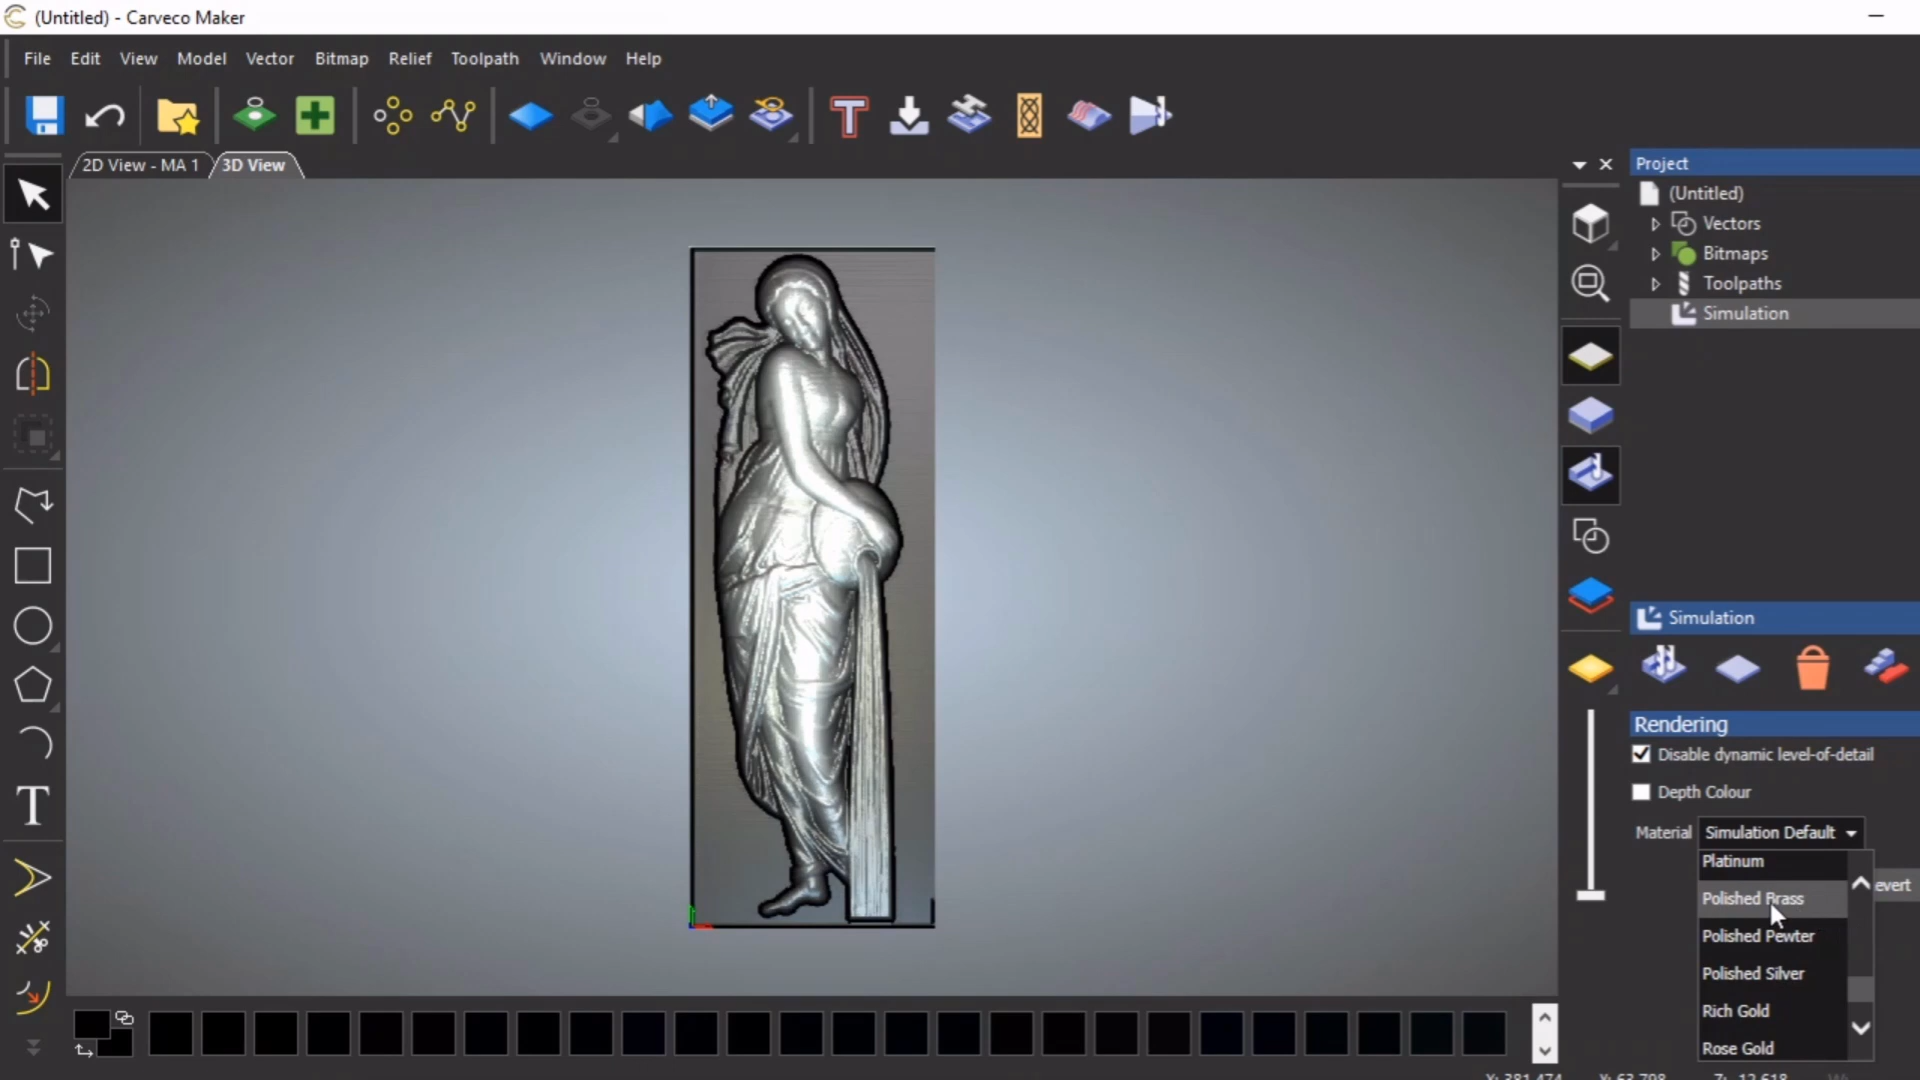 (Untitled) - Carveco Maker
File Edit View Model Vector Bitmap Relief Toolpath Window Help
2D View - MA 1 3D View
Project
(Untitled)
Vectors
Bitmaps
Toolpaths
Simulation
Simulation
Rendering
Disable dynamic level-of-detail
Depth Colour
Material Simulation Default
Platinum
evert
Polished Brass
Polished Pewter
Polished Silver
Rich Gold
Rose Gold